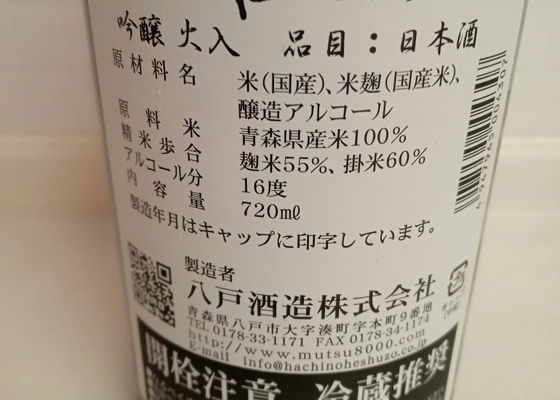 吟醸 火入 品目：日本酒
原材料名 米(国産)、米麹(国産米)、
醸造アルコール
原料米 青森県産米100%
精米歩合 麹米55%、掛米60%
アルコール分 16度
内容量 720㎖
製造年月はキャップに印字しています。
製造者
八戸酒造株式会社
青森県八戸市大字湊町字本町9番地
TEL 0178-33-1171 FAX 0178-34-1174
http://www.mutsu8000.com
E-mail info@hachinoheshuzo.co.jp
開栓注意 冷蔵推奨